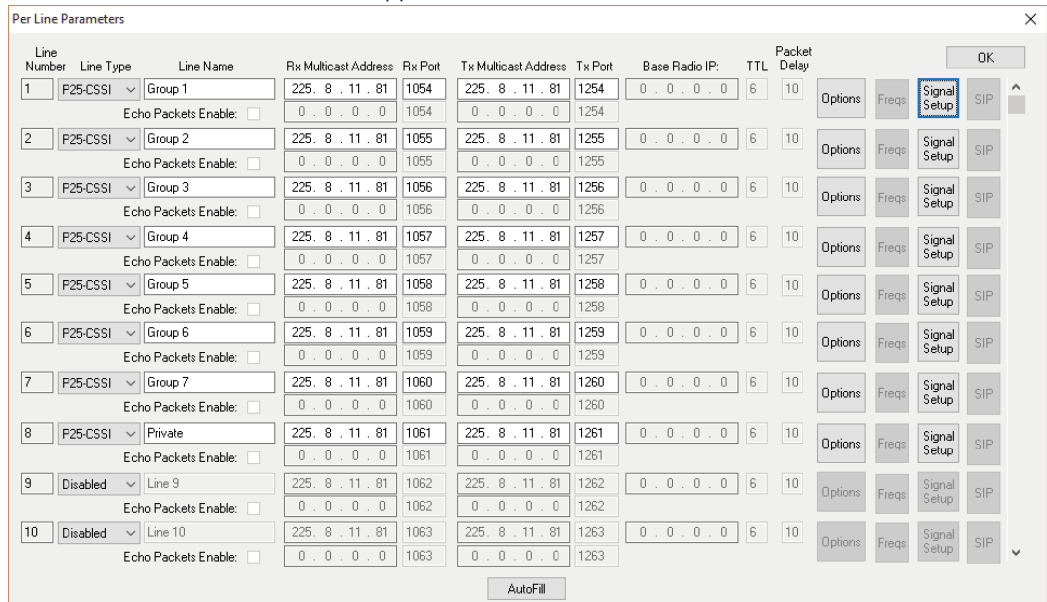 Per Line Parameters
Line Number Line Type Line Name Rx Multicast Address Rx Port Tx Multicast Address Tx Port Base Radio IP: TTL Packet Delay OK
1 P25-CSSI Group 1 225. 8 . 11 . 81 1054 225. 8 . 11 . 81 1254 0 . 0 . 0 . 0 6 10 Options Freqs Signal Setup SIP
Echo Packets Enable: 0 . 0 . 0 . 0 1054 0 . 0 . 0 . 0 1254
2 P25-CSSI Group 2 225. 8 . 11 . 81 1055 225. 8 . 11 . 81 1255 0 . 0 . 0 . 0 6 10 Options Freqs Signal Setup SIP
Echo Packets Enable: 0 . 0 . 0 . 0 1055 0 . 0 . 0 . 0 1255
3 P25-CSSI Group 3 225. 8 . 11 . 81 1056 225. 8 . 11 . 81 1256 0 . 0 . 0 . 0 6 10 Options Freqs Signal Setup SIP
Echo Packets Enable: 0 . 0 . 0 . 0 1056 0 . 0 . 0 . 0 1256
4 P25-CSSI Group 4 225. 8 . 11 . 81 1057 225. 8 . 11 . 81 1257 0 . 0 . 0 . 0 6 10 Options Freqs Signal Setup SIP
Echo Packets Enable: 0 . 0 . 0 . 0 1057 0 . 0 . 0 . 0 1257
5 P25-CSSI Group 5 225. 8 . 11 . 81 1058 225. 8 . 11 . 81 1258 0 . 0 . 0 . 0 6 10 Options Freqs Signal Setup SIP
Echo Packets Enable: 0 . 0 . 0 . 0 1058 0 . 0 . 0 . 0 1258
6 P25-CSSI Group 6 225. 8 . 11 . 81 1059 225. 8 . 11 . 81 1259 0 . 0 . 0 . 0 6 10 Options Freqs Signal Setup SIP
Echo Packets Enable: 0 . 0 . 0 . 0 1059 0 . 0 . 0 . 0 1259
7 P25-CSSI Group 7 225. 8 . 11 . 81 1060 225. 8 . 11 . 81 1260 0 . 0 . 0 . 0 6 10 Options Freqs Signal Setup SIP
Echo Packets Enable: 0 . 0 . 0 . 0 1060 0 . 0 . 0 . 0 1260
8 P25-CSSI Private 225. 8 . 11 . 81 1061 225. 8 . 11 . 81 1261 0 . 0 . 0 . 0 6 10 Options Freqs Signal Setup SIP
Echo Packets Enable: 0 . 0 . 0 . 0 1061 0 . 0 . 0 . 0 1261
9 Disabled Line 9 225. 8 . 11 . 81 1062 225. 8 . 11 . 81 1262 0 . 0 . 0 . 0 6 10 Options Freqs Signal Setup SIP
Echo Packets Enable: 0 . 0 . 0 . 0 1062 0 . 0 . 0 . 0 1262
10 Disabled Line 10 225. 8 . 11 . 81 1063 225. 8 . 11 . 81 1263 0 . 0 . 0 . 0 6 10 Options Freqs Signal Setup SIP
Echo Packets Enable: 0 . 0 . 0 . 0 1063 0 . 0 . 0 . 0 1263
AutoFill